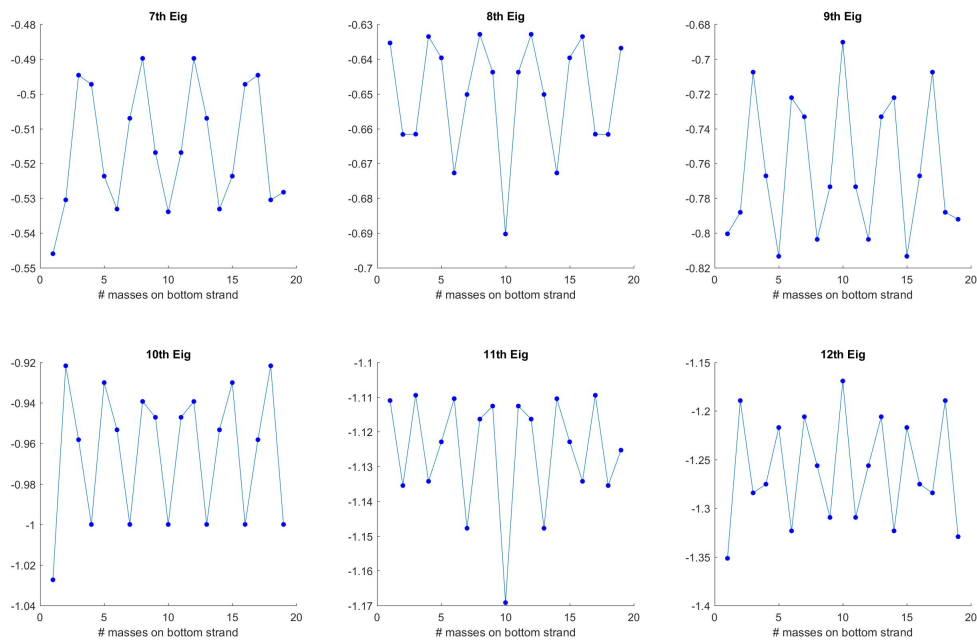 7th Eig
-0.48
-0.49
-0.5
-0.51
-0.52
-0.53
-0.54
-0.55
0 5 10 15 20
# masses on bottom strand
8th Eig
-0.63
-0.64
-0.65
-0.66
-0.67
-0.68
-0.69
-0.7
0 5 10 15 20
# masses on bottom strand
9th Eig
-0.68
-0.7
-0.72
-0.74
-0.76
-0.78
-0.8
-0.82
0 5 10 15 20
# masses on bottom strand
10th Eig
-0.92
-0.94
-0.96
-0.98
-1
-1.02
-1.04
0 5 10 15 20
# masses on bottom strand
11th Eig
-1.1
-1.11
-1.12
-1.13
-1.14
-1.15
-1.16
-1.17
0 5 10 15 20
# masses on bottom strand
12th Eig
-1.15
-1.2
-1.25
-1.3
-1.35
-1.4
0 5 10 15 20
# masses on bottom strand